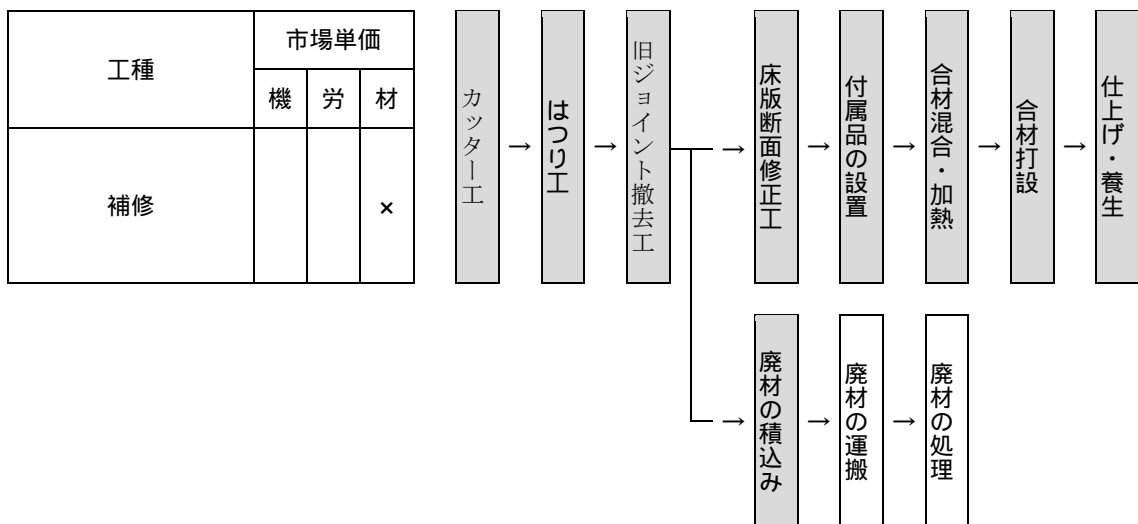 工種
市場単価
機 労 材
補修
×
カッター工
→
はつり工
→
旧ジョイント撤去工
→
床版断面修正工
→
付属品の設置
→
合材混合・加熱
→
合材打設
→
仕上げ・養生
→
廃材の積込み
→
廃材の運搬
→
廃材の処理